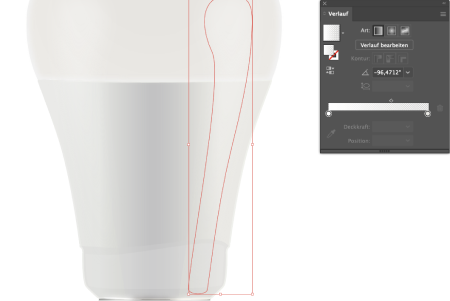 Verlauf
Art:
Verlauf bearbeiten
Kontur:
-96,4712°
Deckkraft:
Position: